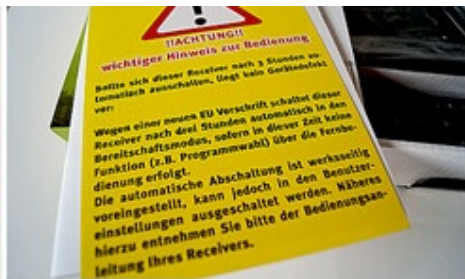 !!ACHTUNG!!
wichtiger Hinweis zur Bedienung
Sollte sich dieser Receiver nach 3 Stunden au-
tomatisch ausschalten, liegt kein Gerätedefekt
vor:
Wegen einer neuen EU Vorschrift schaltet dieser
Receiver nach drei Stunden automatisch in den
Bereitschaftsmodus, sofern in dieser Zeit keine
Funktion (z.B. Programmwahl) über die Fernbe-
dienung erfolgt.
Die automatische Abschaltung ist werksseitig
voreingestellt, kann jedoch in den Benutzer-
einstellungen ausgeschaltet werden. Näheres
hierzu entnehmen Sie bitte der Bedienungsan-
leitung Ihres Receivers.